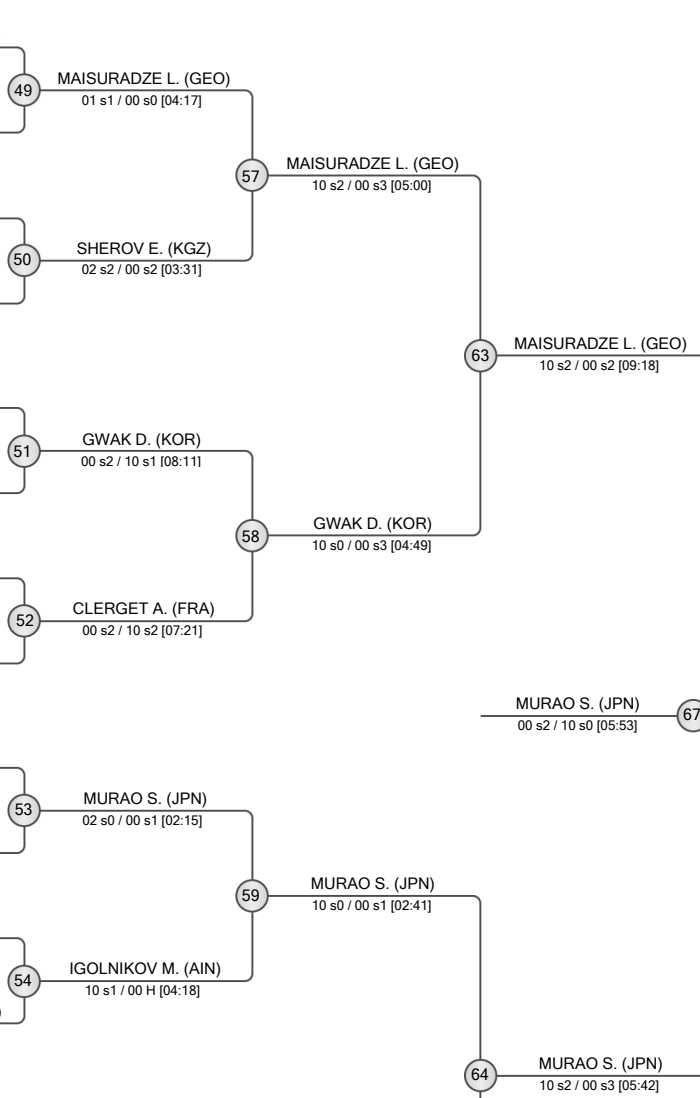 MAISURADZE L. (GEO)
49
01 s1 / 00 s0 [04:17]
MAISURADZE L. (GEO)
57
10 s2 / 00 s3 [05:00]
SHEROV E. (KGZ)
50
02 s2 / 00 s2 [03:31]
MAISURADZE L. (GEO)
63
10 s2 / 00 s2 [09:18]
GWAK D. (KOR)
51
00 s2 / 10 s1 [08:11]
GWAK D. (KOR)
58
10 s0 / 00 s3 [04:49]
CLERGET A. (FRA)
52
00 s2 / 10 s2 [07:21]
MURAO S. (JPN)
67
00 s2 / 10 s0 [05:53]
MURAO S. (JPN)
53
02 s0 / 00 s1 [02:15]
MURAO S. (JPN)
59
10 s0 / 00 s1 [02:41]
IGOLNIKOV M. (AIN)
54
10 s1 / 00 H [04:18]
MURAO S. (JPN)
64
10 s2 / 00 s3 [05:42]